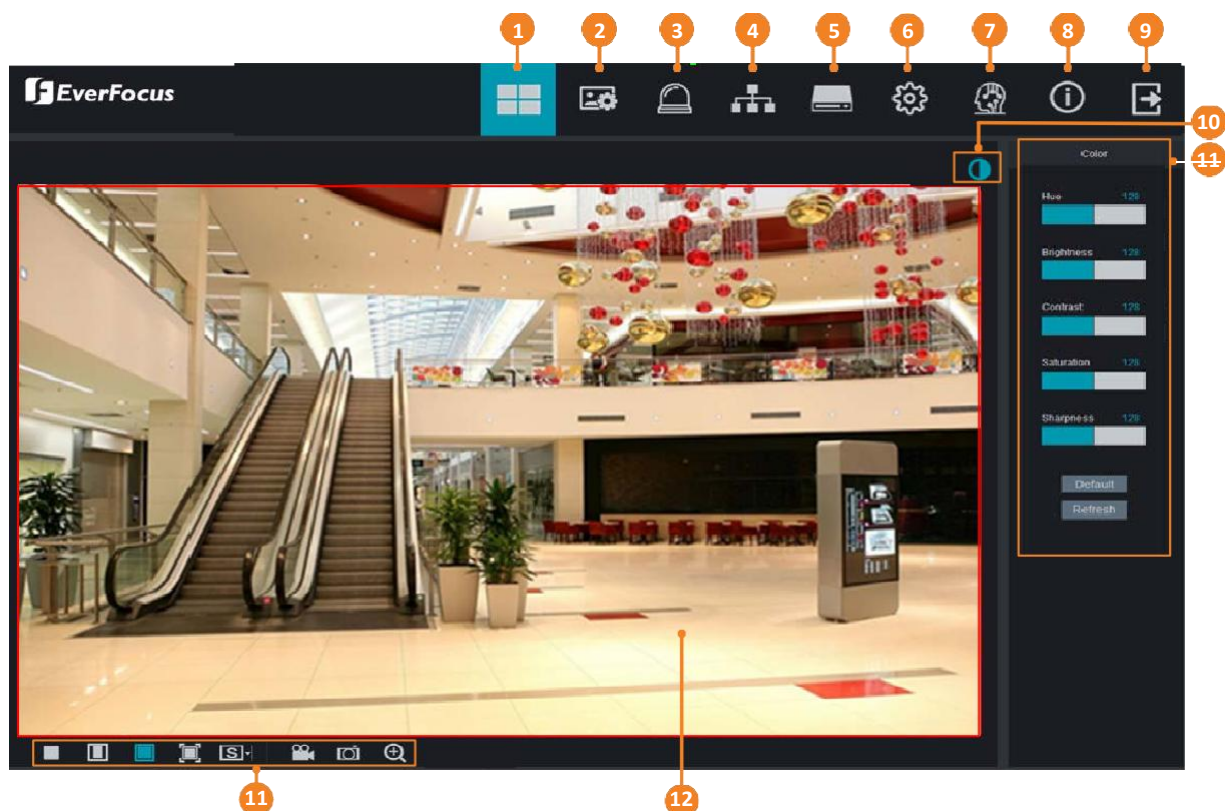 1 2 3 4 5 6 7 8 9
EverFocus
10
Color
11
Hue 128
Brightness 128
Contrast 128
Saturation 128
Sharpness 128
Default
Refresh
S
11
12